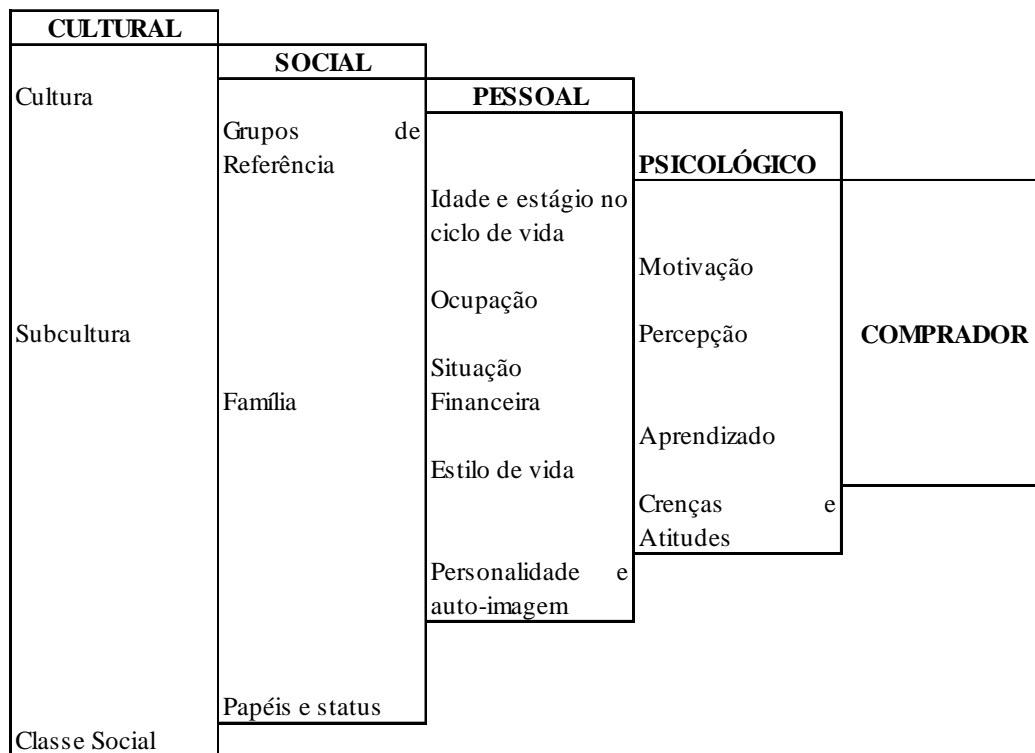 CULTURAL
Cultura
Subcultura
Classe Social
SOCIAL
Grupos de
Referência
Família
Papéis e status
PESSOAL
Idade e estágio no
ciclo de vida
Ocupação
Situação
Financeira
Estilo de vida
Personalidade e
auto-imagem
PSICOLÓGICO
Motivação
Percepção
Aprendizado
Crenças e
Atitudes
COMPRADOR